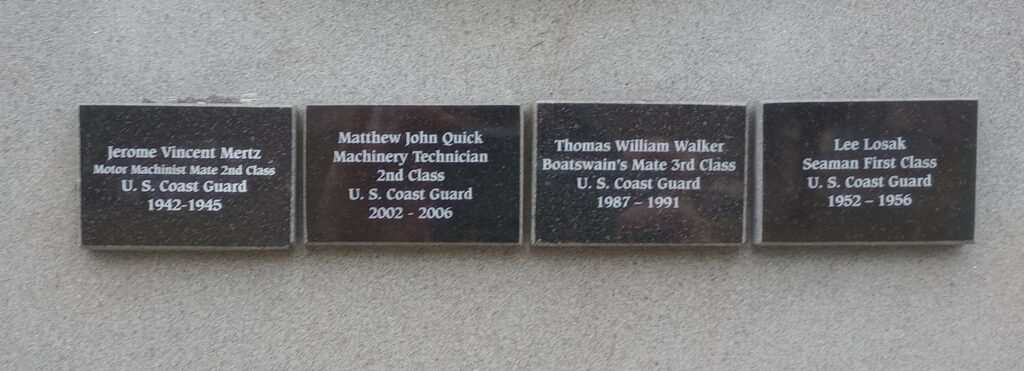 Jerome Vincent Mertz
Motor Machinist Mate 2nd Class
U. S. Coast Guard
1942-1945
Matthew John Quick
Machinery Technician
2nd Class
U. S. Coast Guard
2002 - 2006
Thomas William Walker
Boatswain's Mate 3rd Class
U. S. Coast Guard
1987 – 1991
Lee Losak
Seaman First Class
U. S. Coast Guard
1952 – 1956